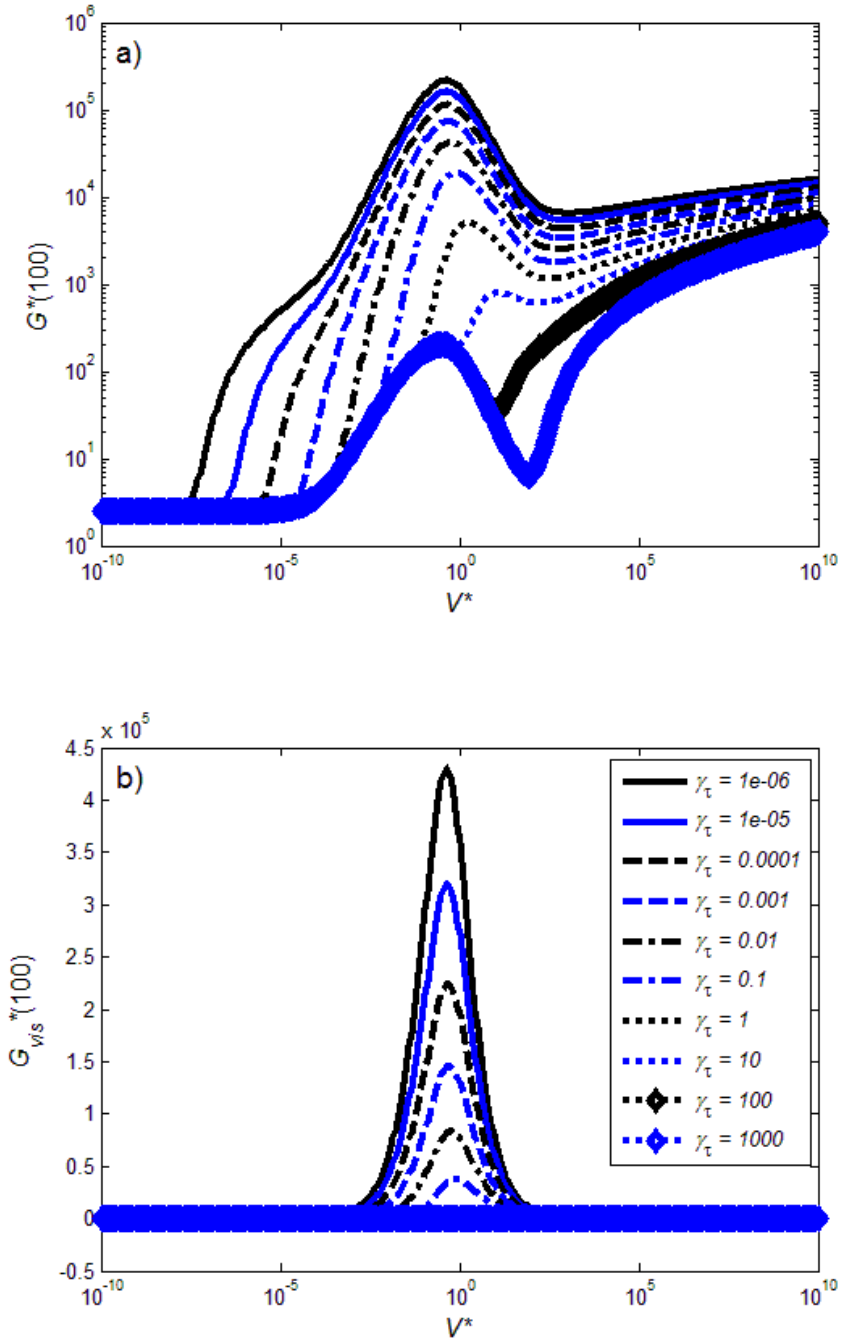 a)
10^6
10^5
10^4
10^3
10^2
10^1
10^0
G*(100)
10^-10
10^-5
10^0
10^5
10^10
V*
× 10^5
b)
4.5
4
3.5
3
2.5
2
1.5
1
0.5
0
-0.5
G_vis*(100)
γ_τ = 1e-06
γ_τ = 1e-05
γ_τ = 0.0001
γ_τ = 0.001
γ_τ = 0.01
γ_τ = 0.1
γ_τ = 1
γ_τ = 10
γ_τ = 100
γ_τ = 1000
10^-10
10^-5
10^0
10^5
10^10
V*